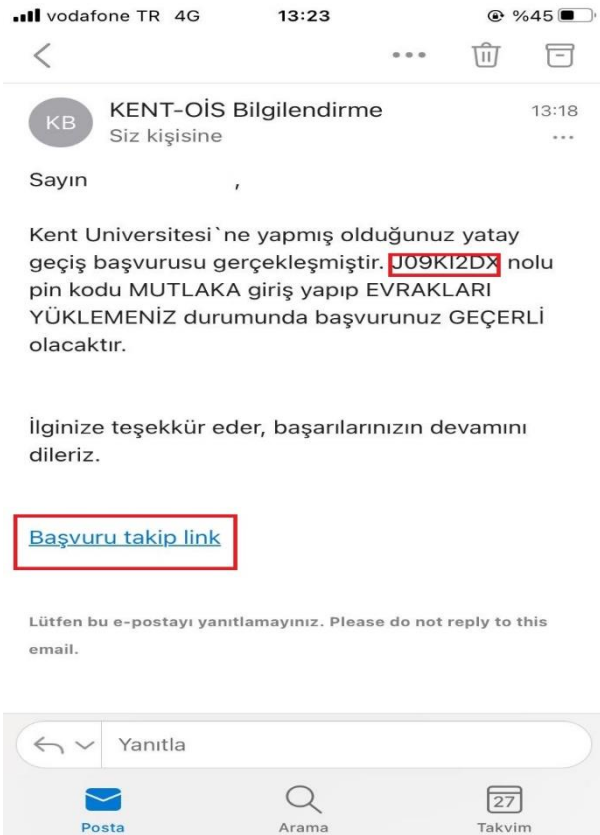 vodafone TR 4G 13:23 %45
KB
KENT-OİS Bilgilendirme 13:18
Siz kişisine
Sayın ,
Kent Universitesi`ne yapmış olduğunuz yatay
geçiş başvurusu gerçekleşmiştir. J09KI2DX nolu
pin kodu MUTLAKA giriş yapıp EVRAKLARI
YÜKLEMENİZ durumunda başvurunuz GEÇERLİ
olacaktır.
İlginize teşekkür eder, başarılarınızın devamını
dileriz.
Başvuru takip link
Lütfen bu e-postayı yanıtlamayınız. Please do not reply to this
email.
Yanıtla
27
Posta Arama Takvim